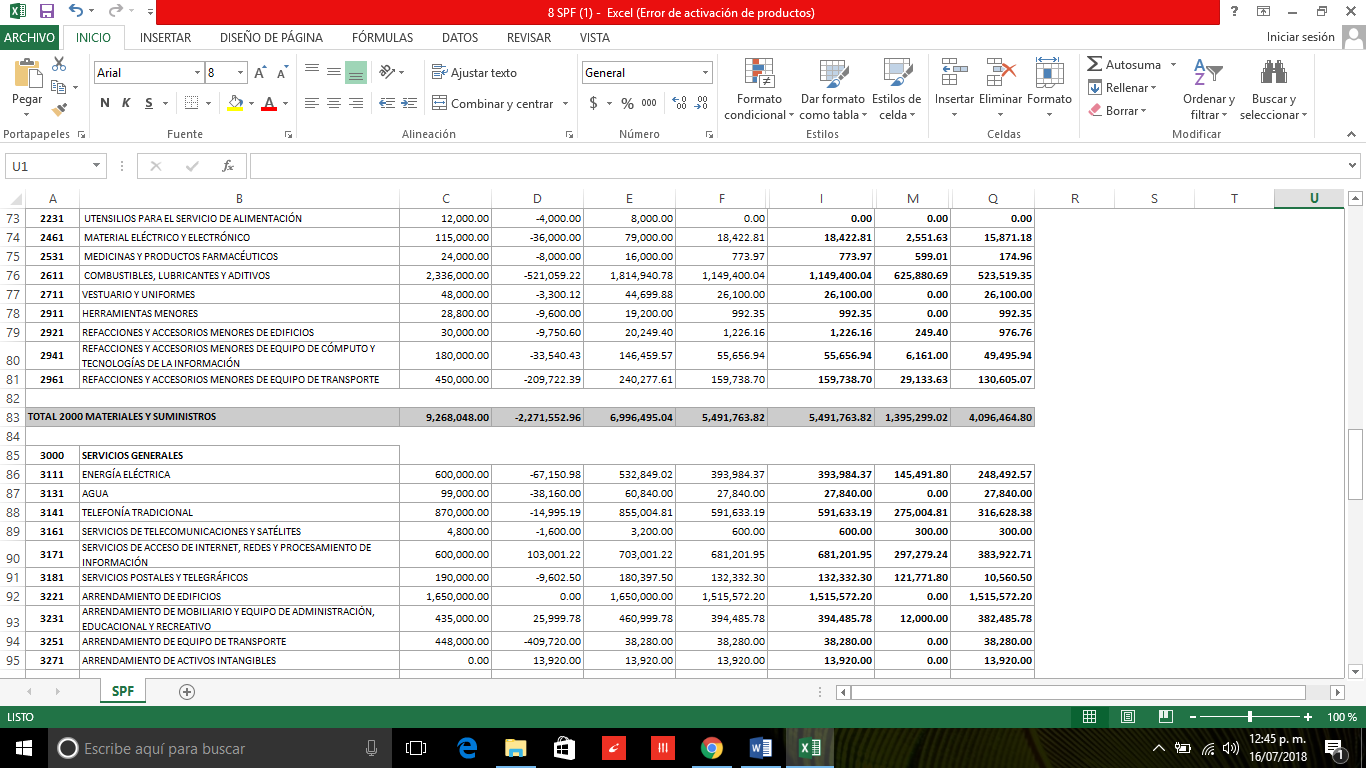 8 SPF (1) - Excel (Error de activación de productos)
ARCHIVO INICIO INSERTAR DISEÑO DE PÁGINA FÓRMULAS DATOS REVISAR VISTA Iniciar sesión
Pegar Arial 8 Ajustar texto General Formato condicional Dar formato como tabla Estilos de celda Insertar Eliminar Formato Autosuma Rellenar Borrar Ordenar y filtrar Buscar y seleccionar
N K S Combinar y centrar $ % 000
Portapapeles Fuente Alineación Número Estilos Celdas Modificar
U1 fx
A B C D E F I M Q R S T U
73 2231 UTENSILIOS PARA EL SERVICIO DE ALIMENTACIÓN 12,000.00 -4,000.00 8,000.00 0.00 0.00 0.00 0.00
74 2461 MATERIAL ELÉCTRICO Y ELECTRÓNICO 115,000.00 -36,000.00 79,000.00 18,422.81 18,422.81 2,551.63 15,871.18
75 2531 MEDICINAS Y PRODUCTOS FARMACÉUTICOS 24,000.00 -8,000.00 16,000.00 773.97 773.97 599.01 174.96
76 2611 COMBUSTIBLES, LUBRICANTES Y ADITIVOS 2,336,000.00 -521,059.22 1,814,940.78 1,149,400.04 1,149,400.04 625,880.69 523,519.35
77 2711 VESTUARIO Y UNIFORMES 48,000.00 -3,300.12 44,699.88 26,100.00 26,100.00 0.00 26,100.00
78 2911 HERRAMIENTAS MENORES 28,800.00 -9,600.00 19,200.00 992.35 992.35 0.00 992.35
79 2921 REFACCIONES Y ACCESORIOS MENORES DE EDIFICIOS 30,000.00 -9,750.60 20,249.40 1,226.16 1,226.16 249.40 976.76
80 2941 REFACCIONES Y ACCESORIOS MENORES DE EQUIPO DE CÓMPUTO Y
TECNOLOGÍAS DE LA INFORMACIÓN 180,000.00 -33,540.43 146,459.57 55,656.94 55,656.94 6,161.00 49,495.94
81 2961 REFACCIONES Y ACCESORIOS MENORES DE EQUIPO DE TRANSPORTE 450,000.00 -209,722.39 240,277.61 159,738.70 159,738.70 29,133.63 130,605.07
82
83 TOTAL 2000 MATERIALES Y SUMINISTROS 9,268,048.00 -2,271,552.96 6,996,495.04 5,491,763.82 5,491,763.82 1,395,299.02 4,096,464.80
84
85 3000 SERVICIOS GENERALES
86 3111 ENERGÍA ELÉCTRICA 600,000.00 -67,150.98 532,849.02 393,984.37 393,984.37 145,491.80 248,492.57
87 3131 AGUA 99,000.00 -38,160.00 60,840.00 27,840.00 27,840.00 0.00 27,840.00
88 3141 TELEFONÍA TRADICIONAL 870,000.00 -14,995.19 855,004.81 591,633.19 591,633.19 275,004.81 316,628.38
89 3161 SERVICIOS DE TELECOMUNICACIONES Y SATÉLITES 4,800.00 -1,600.00 3,200.00 600.00 600.00 300.00 300.00
90 3171 SERVICIOS DE ACCESO DE INTERNET, REDES Y PROCESAMIENTO DE
INFORMACIÓN 600,000.00 103,001.22 703,001.22 681,201.95 681,201.95 297,279.24 383,922.71
91 3181 SERVICIOS POSTALES Y TELEGRÁFICOS 190,000.00 -9,602.50 180,397.50 132,332.30 132,332.30 121,771.80 10,560.50
92 3221 ARRENDAMIENTO DE EDIFICIOS 1,650,000.00 0.00 1,650,000.00 1,515,572.20 1,515,572.20 0.00 1,515,572.20
93 3231 ARRENDAMIENTO DE MOBILIARIO Y EQUIPO DE ADMINISTRACIÓN,
EDUCACIONAL Y RECREATIVO 435,000.00 25,999.78 460,999.78 394,485.78 394,485.78 12,000.00 382,485.78
94 3251 ARRENDAMIENTO DE EQUIPO DE TRANSPORTE 448,000.00 -409,720.00 38,280.00 38,280.00 38,280.00 0.00 38,280.00
95 3271 ARRENDAMIENTO DE ACTIVOS INTANGIBLES 0.00 13,920.00 13,920.00 13,920.00 13,920.00 0.00 13,920.00
SPF
LISTO 100 %
Escribe aquí para buscar
12:45 p. m.
16/07/2018
1